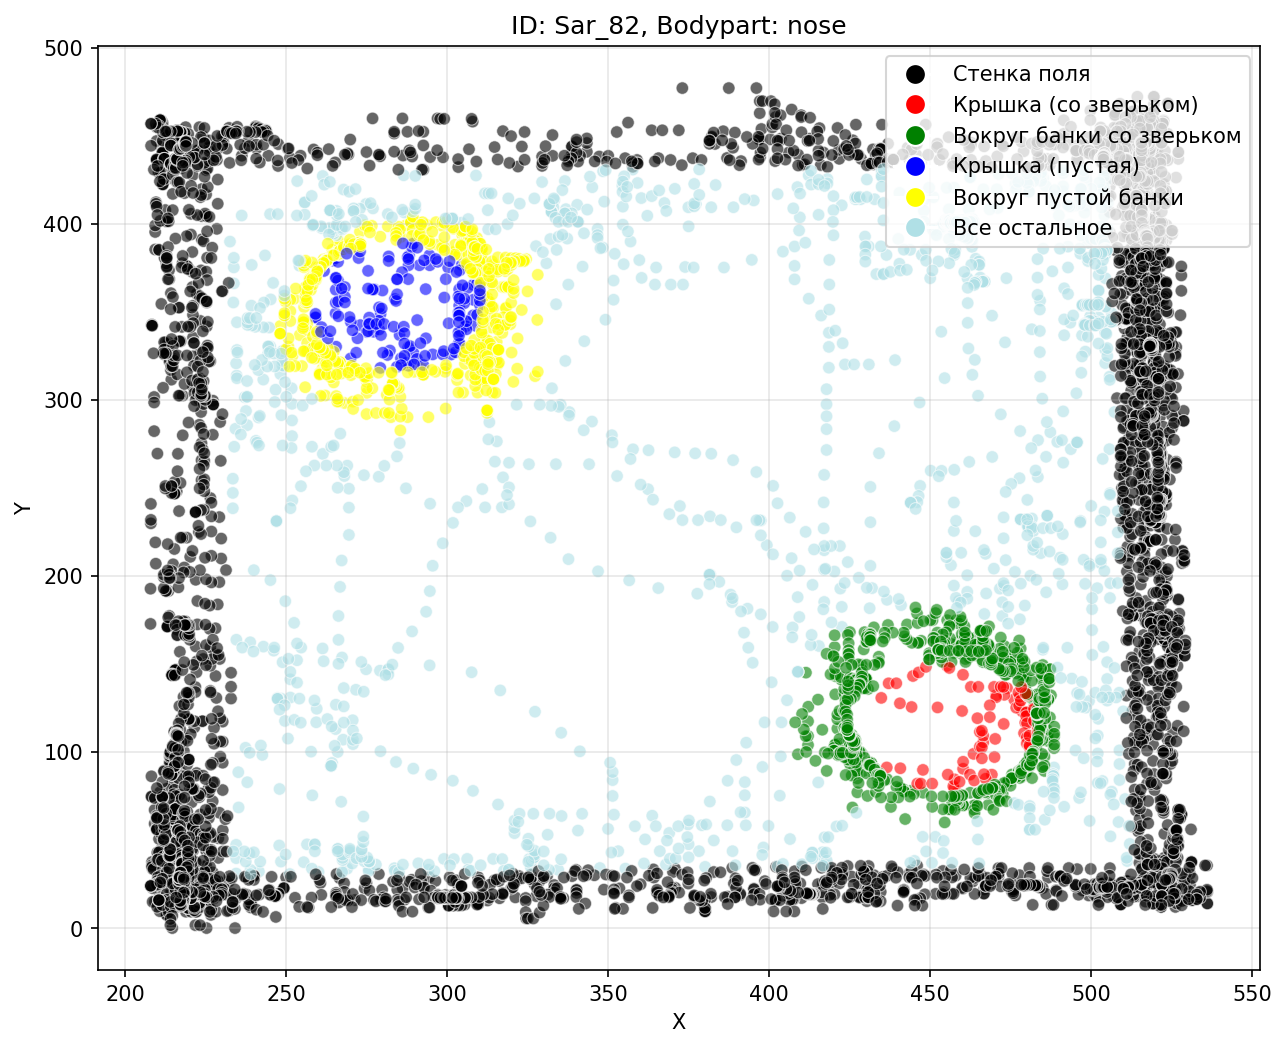 ID: Sar_82, Bodypart: nose
500
400
300
200
100
0
Y
Стенка поля
Крышка (со зверьком)
Вокруг банки со зверьком
Крышка (пустая)
Вокруг пустой банки
Все остальное
200 250 300 350 400 450 500 550
X